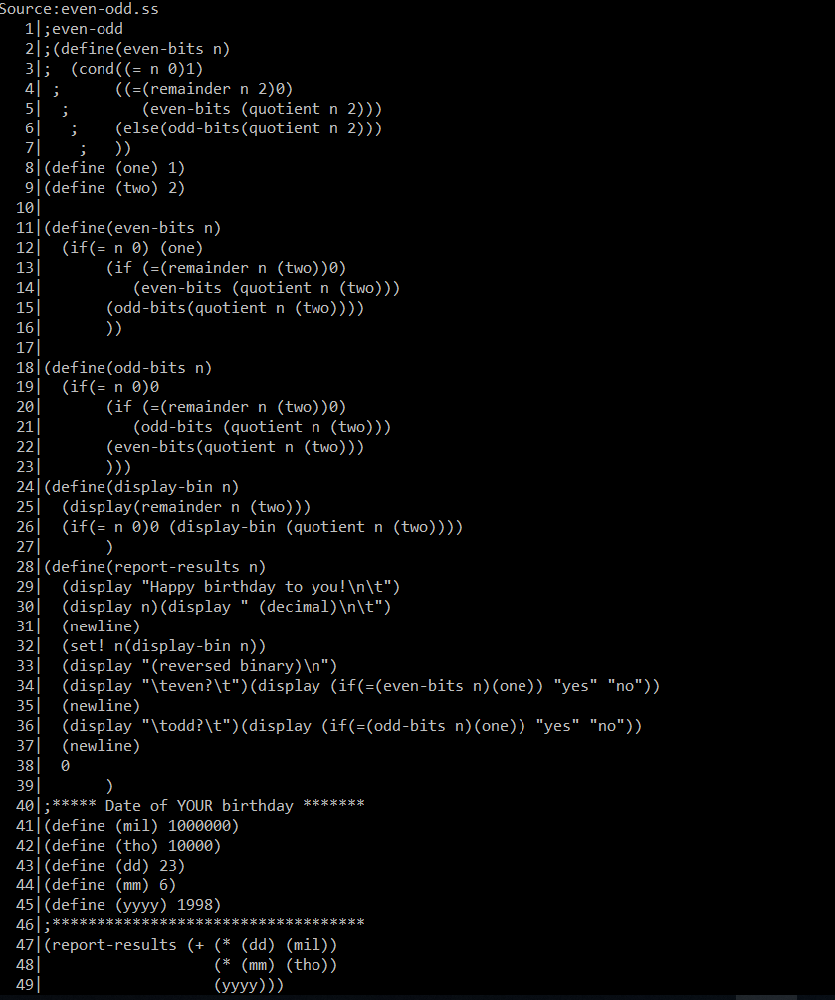 Source:even-odd.ss
   1|;even-odd
   2|;(define(even-bits n)
   3|;  (cond((= n 0)1)
   4| ;      ((=(remainder n 2)0)
   5|  ;        (even-bits (quotient n 2)))
   6|   ;    (else(odd-bits(quotient n 2)))
   7|    ;   ))
   8|(define (one) 1)
   9|(define (two) 2)
  10|
  11|(define(even-bits n)
  12|  (if(= n 0) (one)
  13|       (if (=(remainder n (two))0)
  14|          (even-bits (quotient n (two)))
  15|       (odd-bits(quotient n (two))))
  16|       ))
  17|
  18|(define(odd-bits n)
  19|  (if(= n 0)0
  20|       (if (=(remainder n (two))0)
  21|          (odd-bits (quotient n (two)))
  22|       (even-bits(quotient n (two)))
  23|       )))
  24|(define(display-bin n)
  25|  (display(remainder n (two)))
  26|  (if(= n 0)0 (display-bin (quotient n (two))))
  27|       )
  28|(define(report-results n)
  29|  (display "Happy birthday to you!\n\t")
  30|  (display n)(display " (decimal)\n\t")
  31|  (newline)
  32|  (set! n(display-bin n))
  33|  (display "(reversed binary)\n")
  34|  (display "\teven?\t")(display (if(=(even-bits n)(one)) "yes" "no"))
  35|  (newline)
  36|  (display "\todd?\t")(display (if(=(odd-bits n)(one)) "yes" "no"))
  37|  (newline)
  38|  0
  39|       )
  40|;***** Date of YOUR birthday *******
  41|(define (mil) 1000000)
  42|(define (tho) 10000)
  43|(define (dd) 23)
  44|(define (mm) 6)
  45|(define (yyyy) 1998)
  46|;***********************************
  47|(report-results (+ (* (dd) (mil))
  48|                   (* (mm) (tho))
  49|                   (yyyy)))